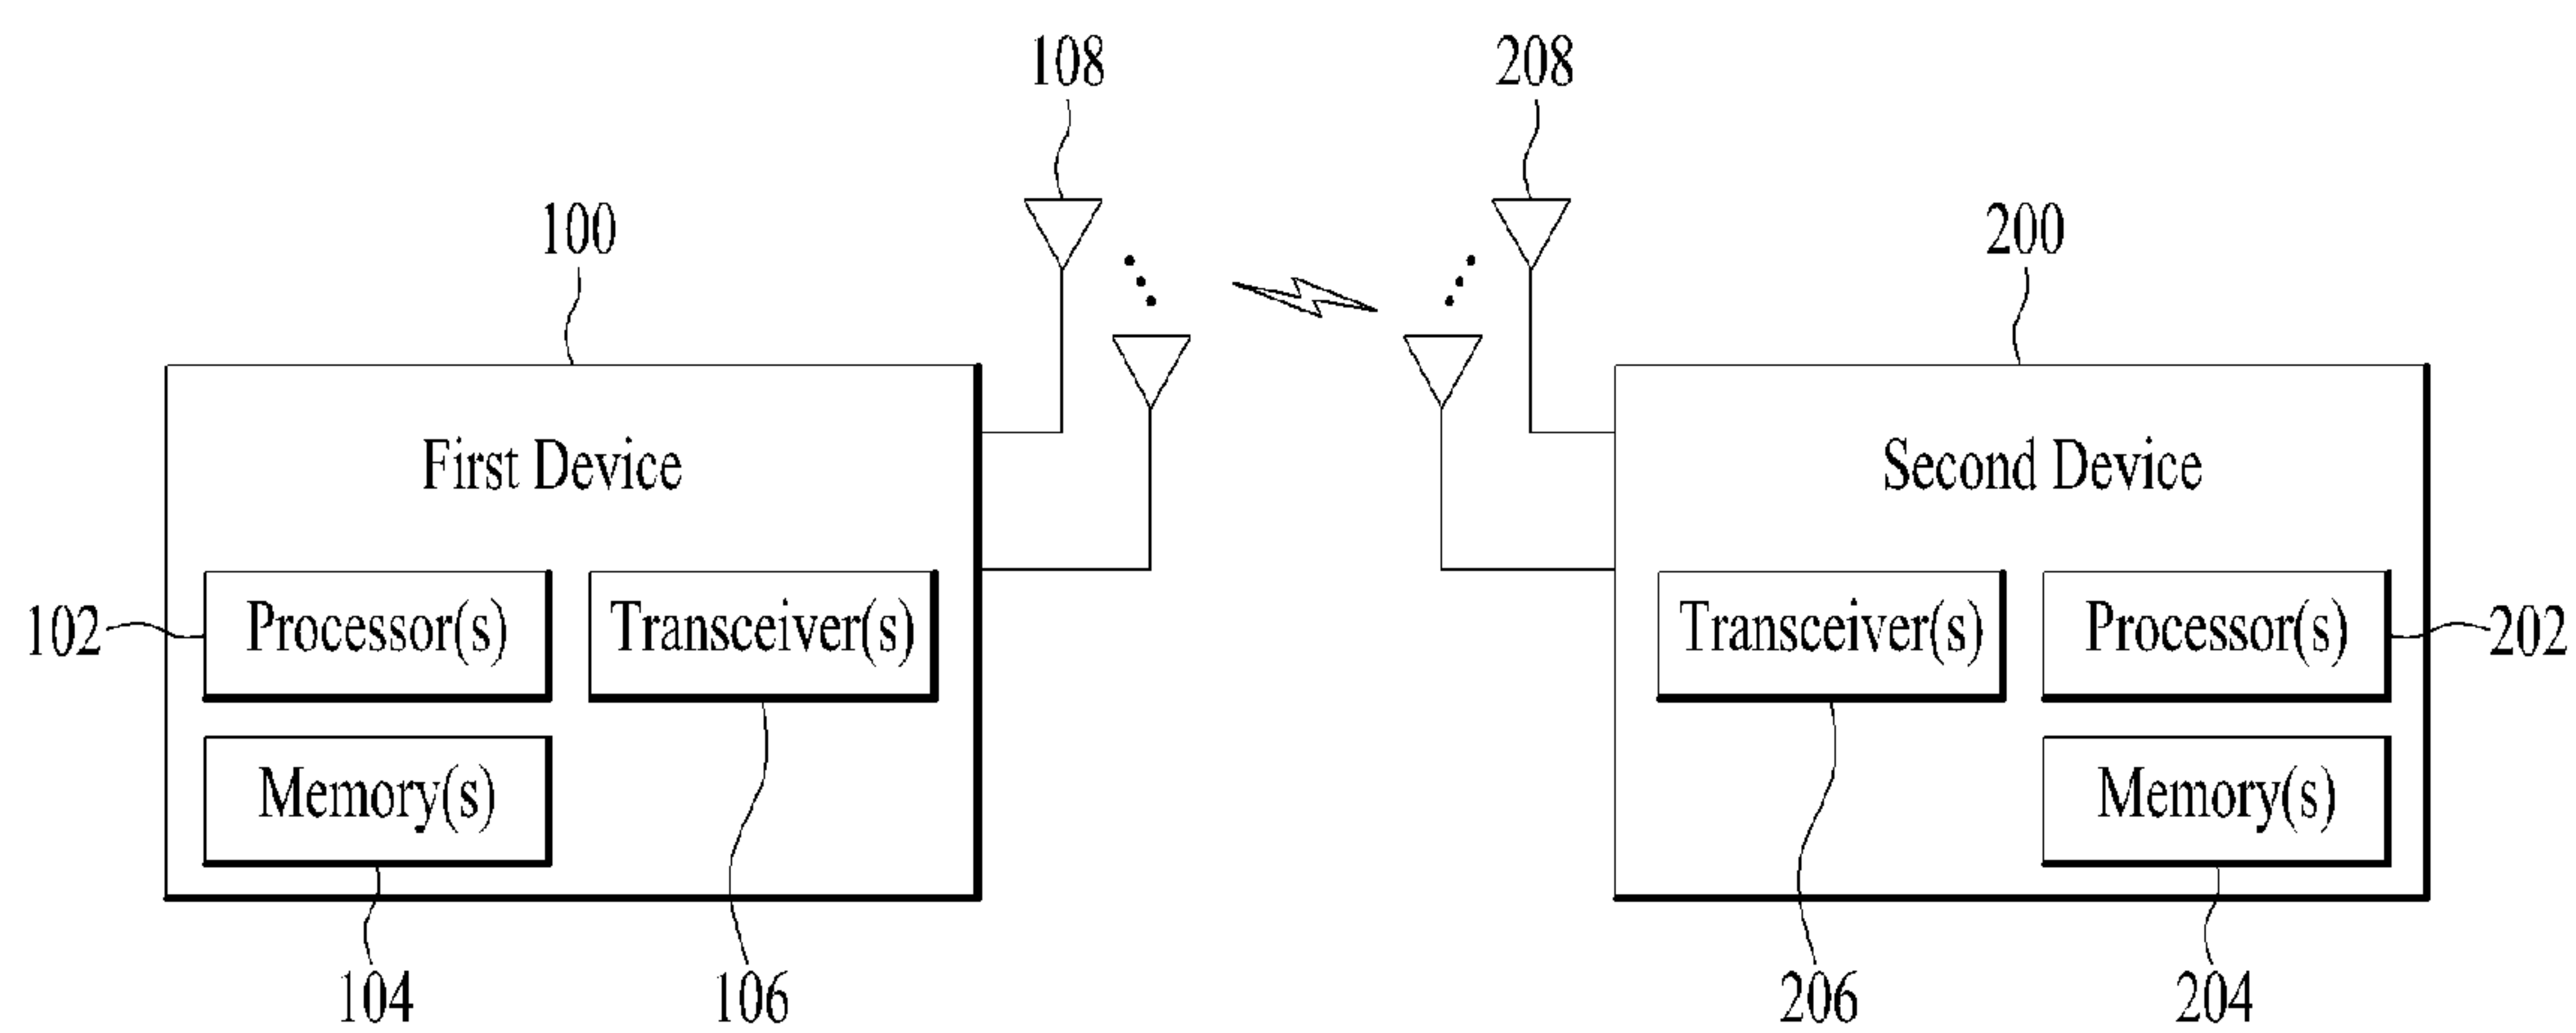 108 208
100 200
First Device Second Device
102 Processor(s) Transceiver(s) Transceiver(s) Processor(s) 202
Memory(s) Memory(s)
104 106 206 204